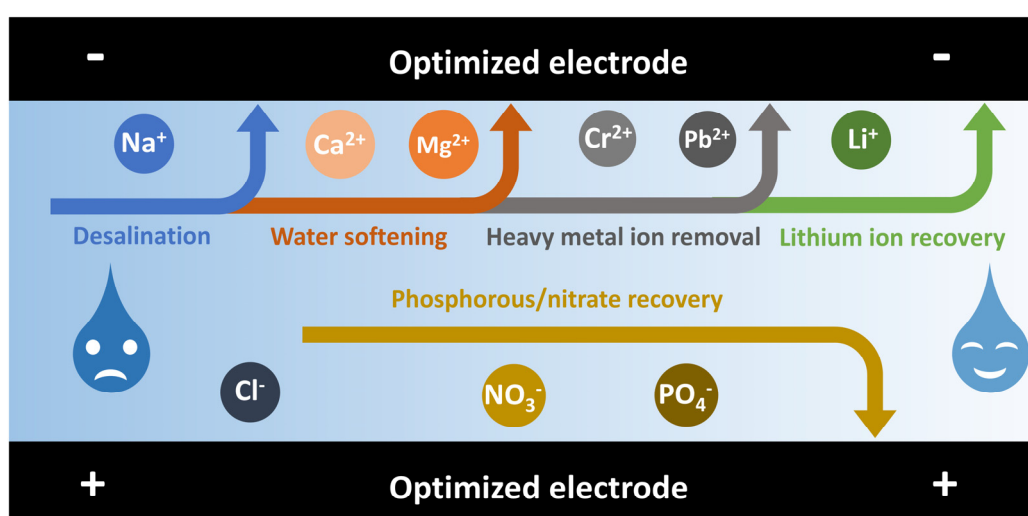 - Optimized electrode -
Na⁺ Ca²⁺ Mg²⁺ Cr²⁺ Pb²⁺ Li⁺
Desalination Water softening Heavy metal ion removal Lithium ion recovery
Phosphorous/nitrate recovery
Cl⁻ NO₃⁻ PO₄⁻
+ Optimized electrode +